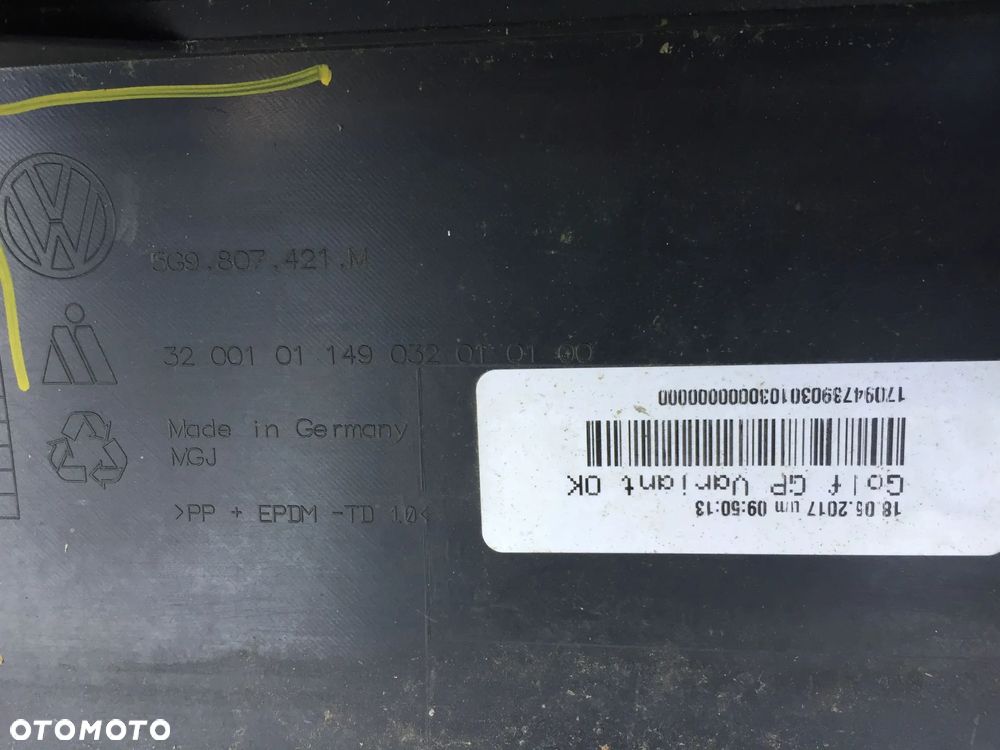 5G9.807.421.M
32 001 01 149 032 01 01 00
Made in Germany
MGJ
>PP + EPDM -TD 10<
18.05.2017 um 09:50:13
Golf GP Variant OK
1709473903010300000000000
OTOMOTO